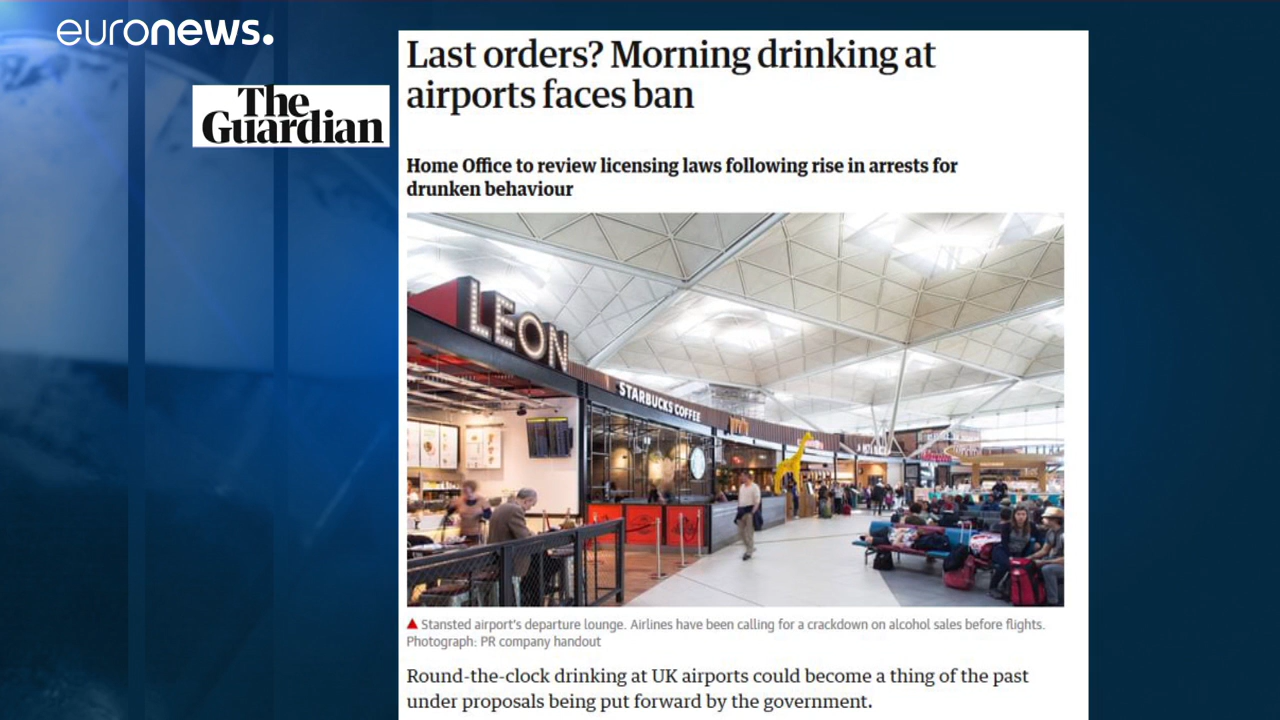 euronews.
The
Guardian
Last orders? Morning drinking at
airports faces ban
Home Office to review licensing laws following rise in arrests for
drunken behaviour
LEON
STARBUCKS COFFEE
Stansted airport's departure lounge. Airlines have been calling for a crackdown on alcohol sales before flights.
Photograph: PR company handout
Round-the-clock drinking at UK airports could become a thing of the past
under proposals being put forward by the government.